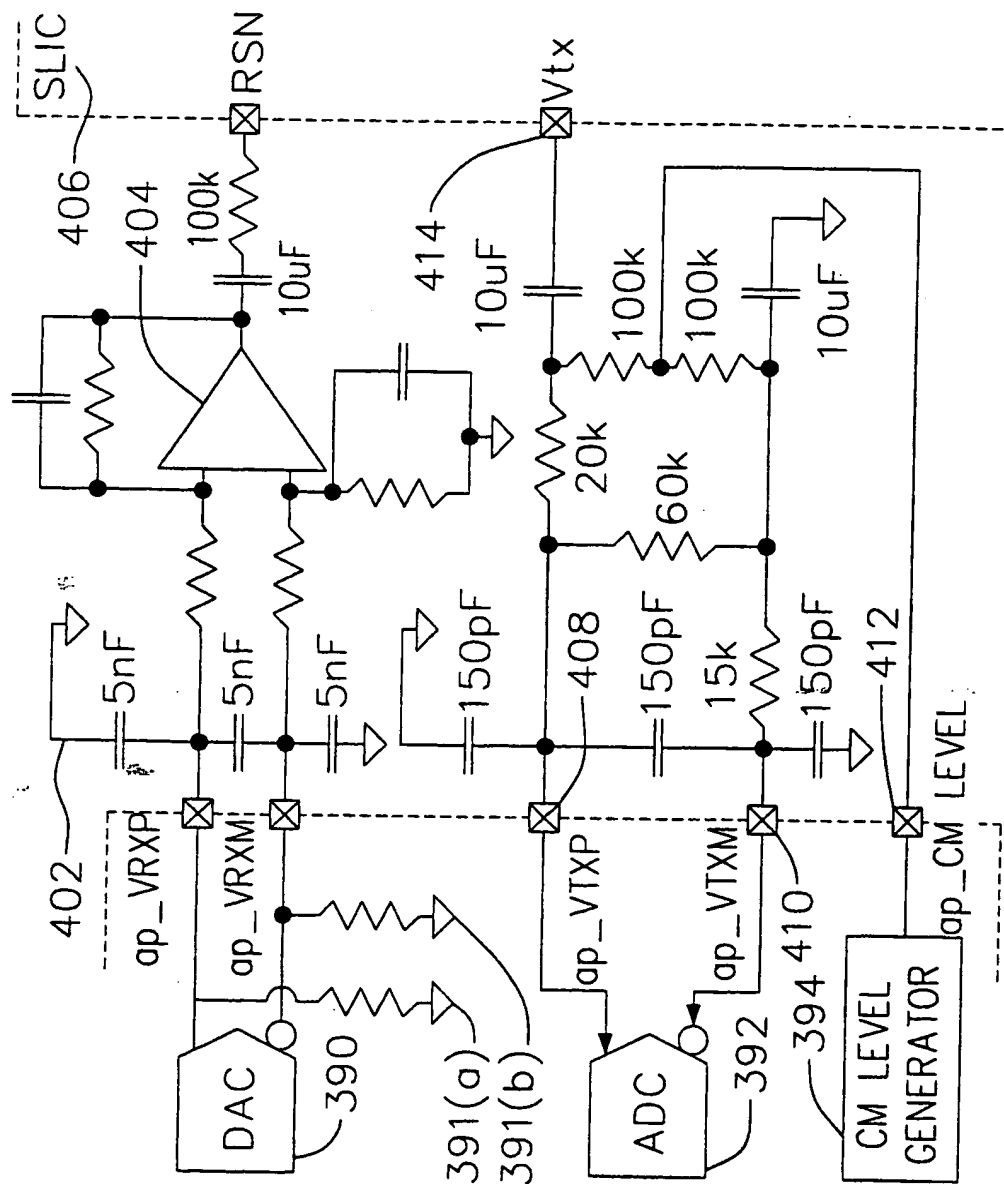 SLIC
406
RSN
404
100k
10uF
402
5nF
5nF
5nF
ap_VRXP
ap_VRXM
DAC
390
391(a)
391(b)
Vtx
414
10uF
20k
100k
100k
60k
10uF
150pF
150pF
15k
150pF
408
ap_VTXP
ap_VTXM
410
ADC
392
412
ap_CM LEVEL
394
CM LEVEL
GENERATOR